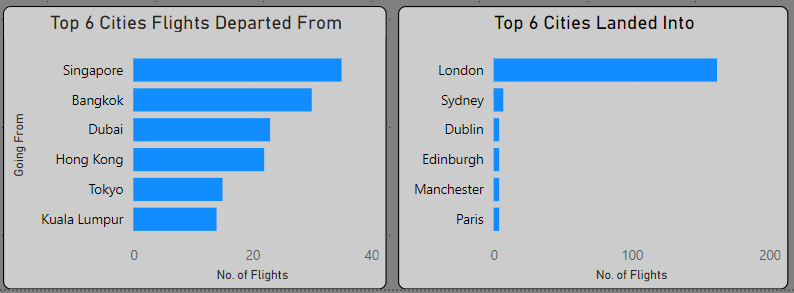 Top 6 Cities Flights Departed From
Going From
Singapore
Bangkok
Dubai
Hong Kong
Tokyo
Kuala Lumpur
0 20 40
No. of Flights
Top 6 Cities Landed Into
London
Sydney
Dublin
Edinburgh
Manchester
Paris
0 100 200
No. of Flights